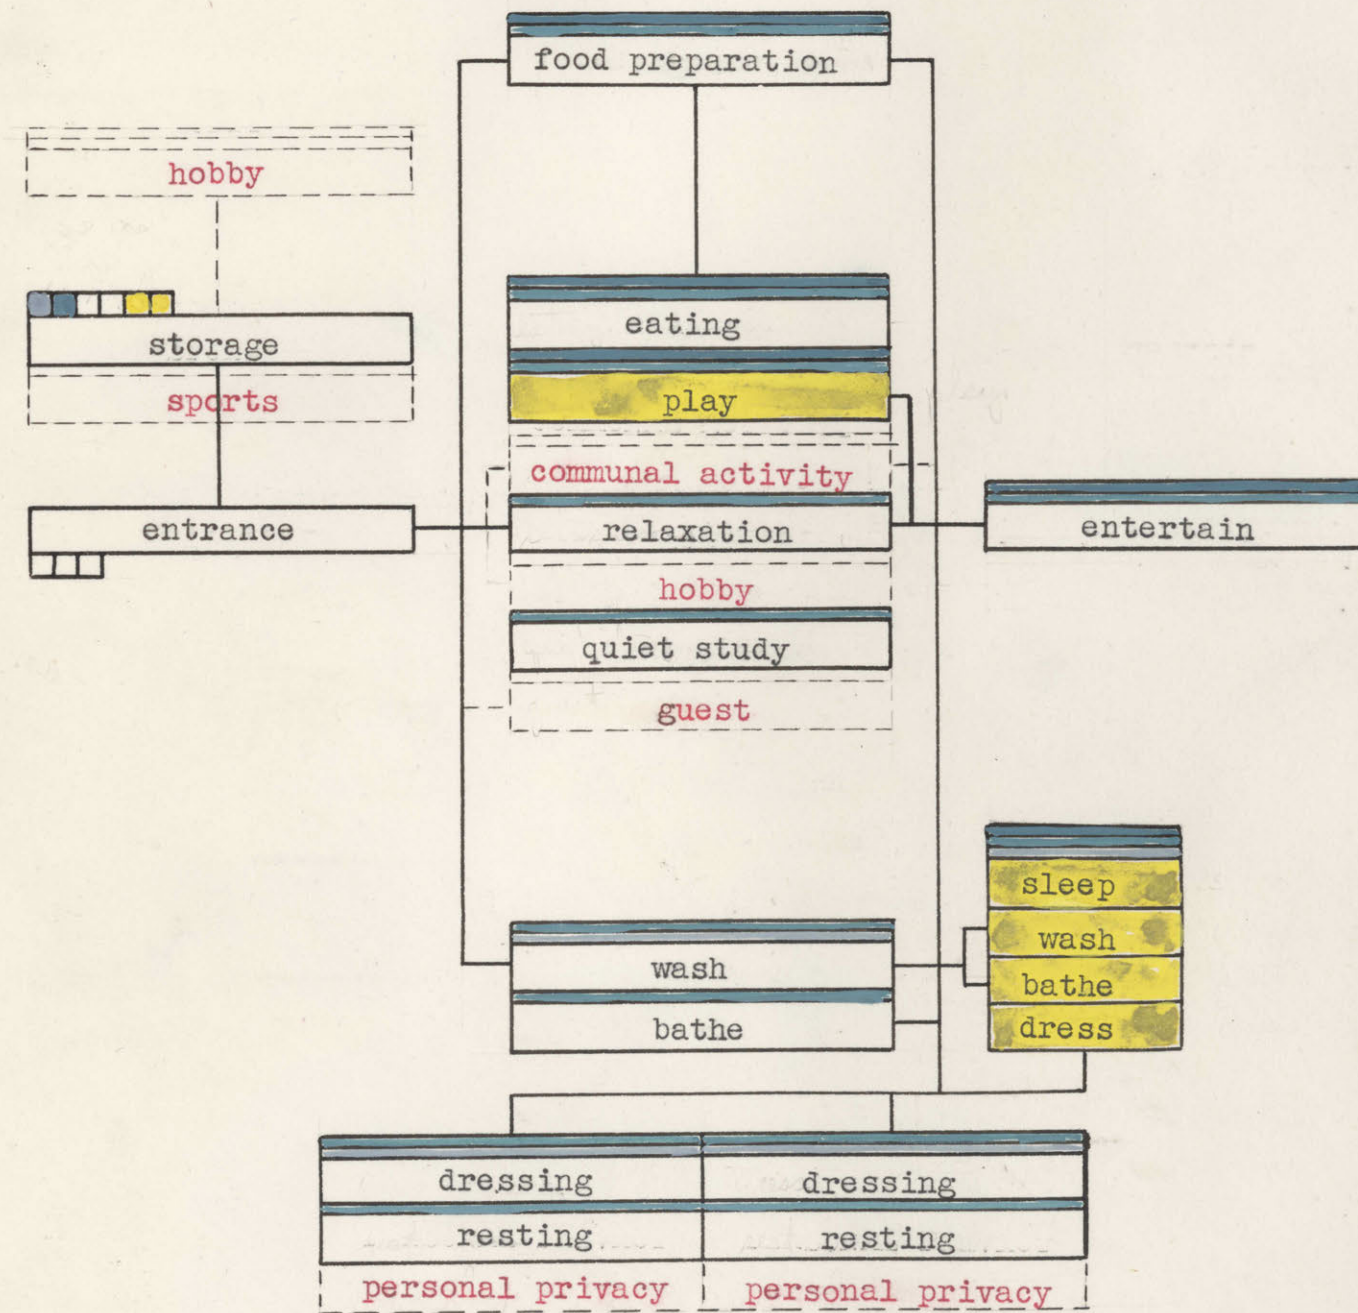 food preparation
hobby
storage
sports
entrance
eating
play
communal activity
relaxation
hobby
quiet study
guest
entertain
sleep
wash
bathe
dress
wash
bathe
dressing
dressing
resting
resting
personal privacy
personal privacy